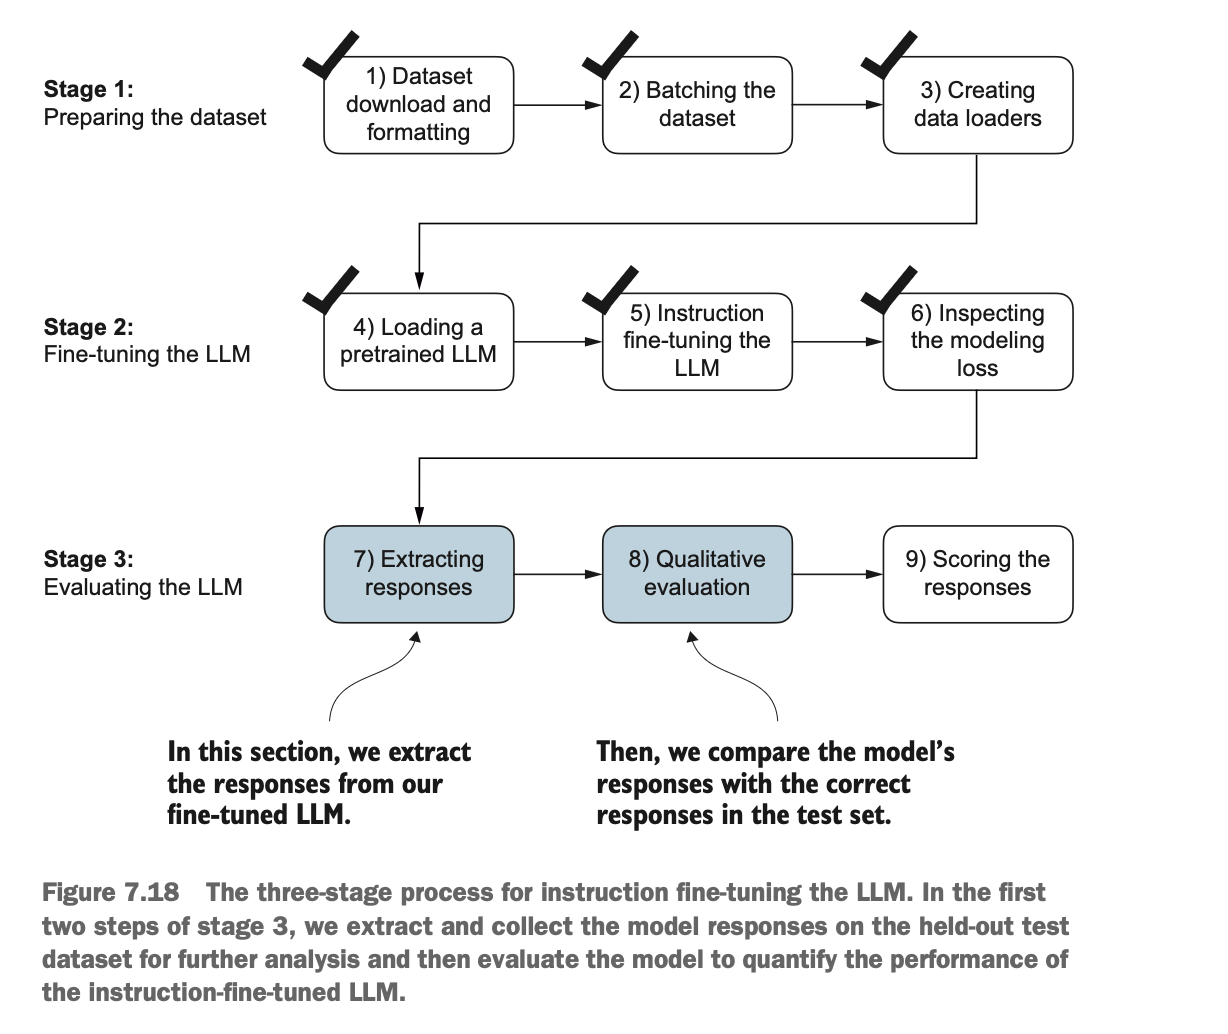 Stage 1:
Preparing the dataset
1) Dataset
download and
formatting
2) Batching the
dataset
3) Creating
data loaders
Stage 2:
Fine-tuning the LLM
4) Loading a
pretrained LLM
5) Instruction
fine-tuning the
LLM
6) Inspecting
the modeling
loss
Stage 3:
Evaluating the LLM
7) Extracting
responses
8) Qualitative
evaluation
9) Scoring the
responses
In this section, we extract
the responses from our
fine-tuned LLM.
Then, we compare the model's
responses with the correct
responses in the test set.
Figure 7.18 The three-stage process for instruction fine-tuning the LLM. In the first
two steps of stage 3, we extract and collect the model responses on the held-out test
dataset for further analysis and then evaluate the model to quantify the performance of
the instruction-fine-tuned LLM.